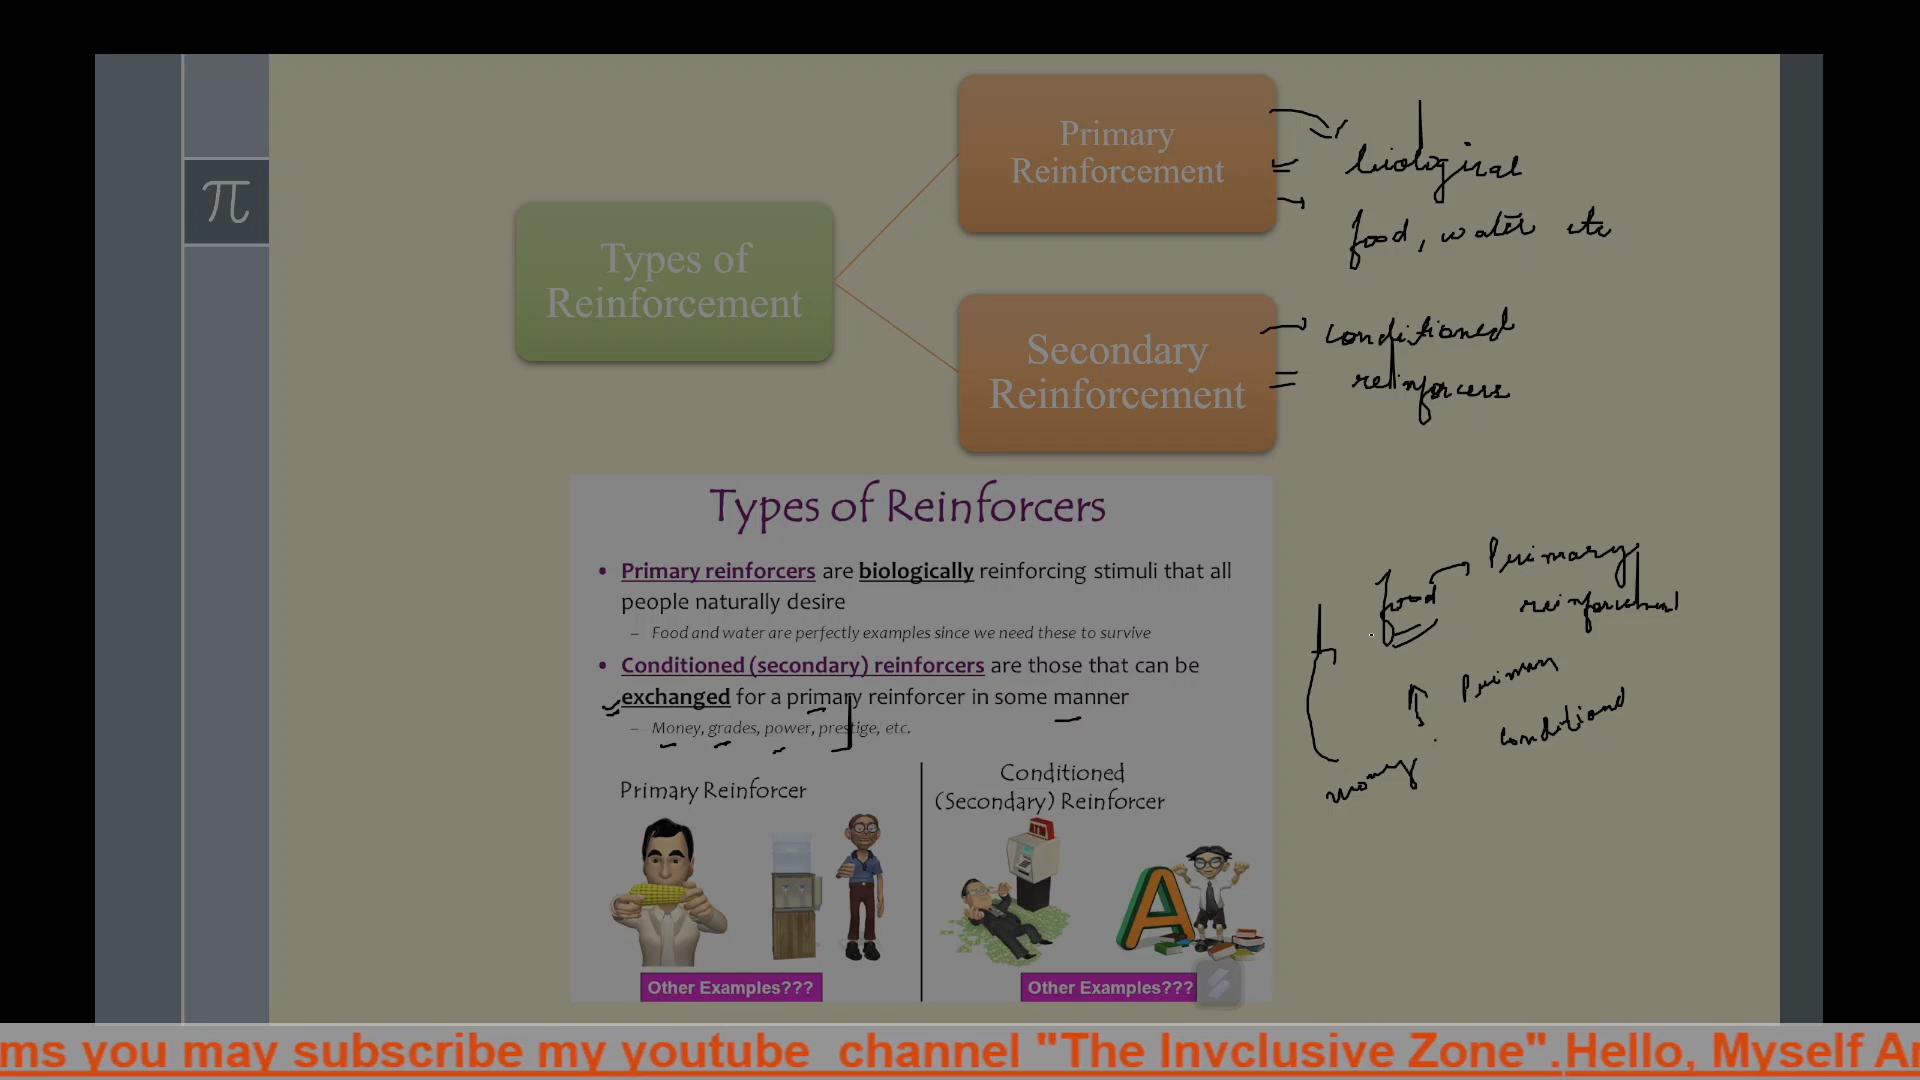 π
Types of
Reinforcement
Primary
Reinforcement
biological
food, water etc
Secondary
Reinforcement
conditioned
reinforcers
Types of Reinforcers
• Primary reinforcers are biologically reinforcing stimuli that all
people naturally desire
– Food and water are perfectly examples since we need these to survive
• Conditioned (secondary) reinforcers are those that can be
exchanged for a primary reinforcer in some manner
– Money, grades, power, prestige, etc.
Primary Reinforcer
Conditioned
(Secondary) Reinforcer
ATM
A
Other Examples???
Other Examples???
food
Primary
reinforcement
Primary
conditioned
money
ms you may subscribe my youtube channel "The Invclusive Zone".Hello, Myself Ar